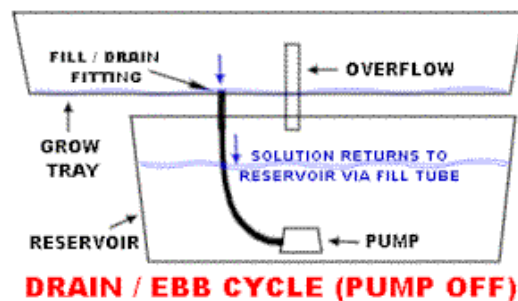 FILL / DRAIN
FITTING
OVERFLOW
GROW
TRAY
SOLUTION RETURNS TO
RESERVOIR VIA FILL TUBE
RESERVOIR
PUMP
DRAIN / EBB CYCLE (PUMP OFF)